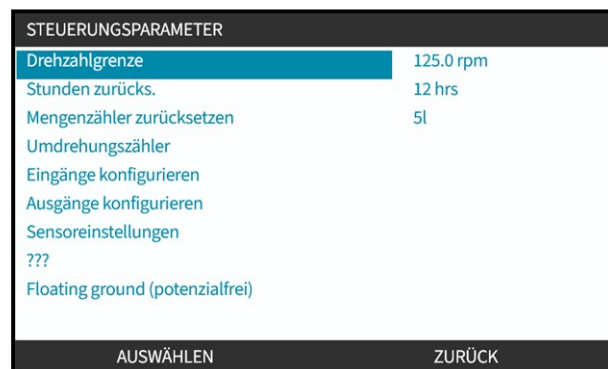 STEUERUNGSPARAMETER
Drehzahlgrenze 125.0 rpm
Stunden zurücks. 12 hrs
Mengenzähler zurücksetzen 5l
Umdrehungszähler
Eingänge konfigurieren
Ausgänge konfigurieren
Sensoreinstellungen
???
Floating ground (potenzialfrei)
AUSWÄHLEN ZURÜCK